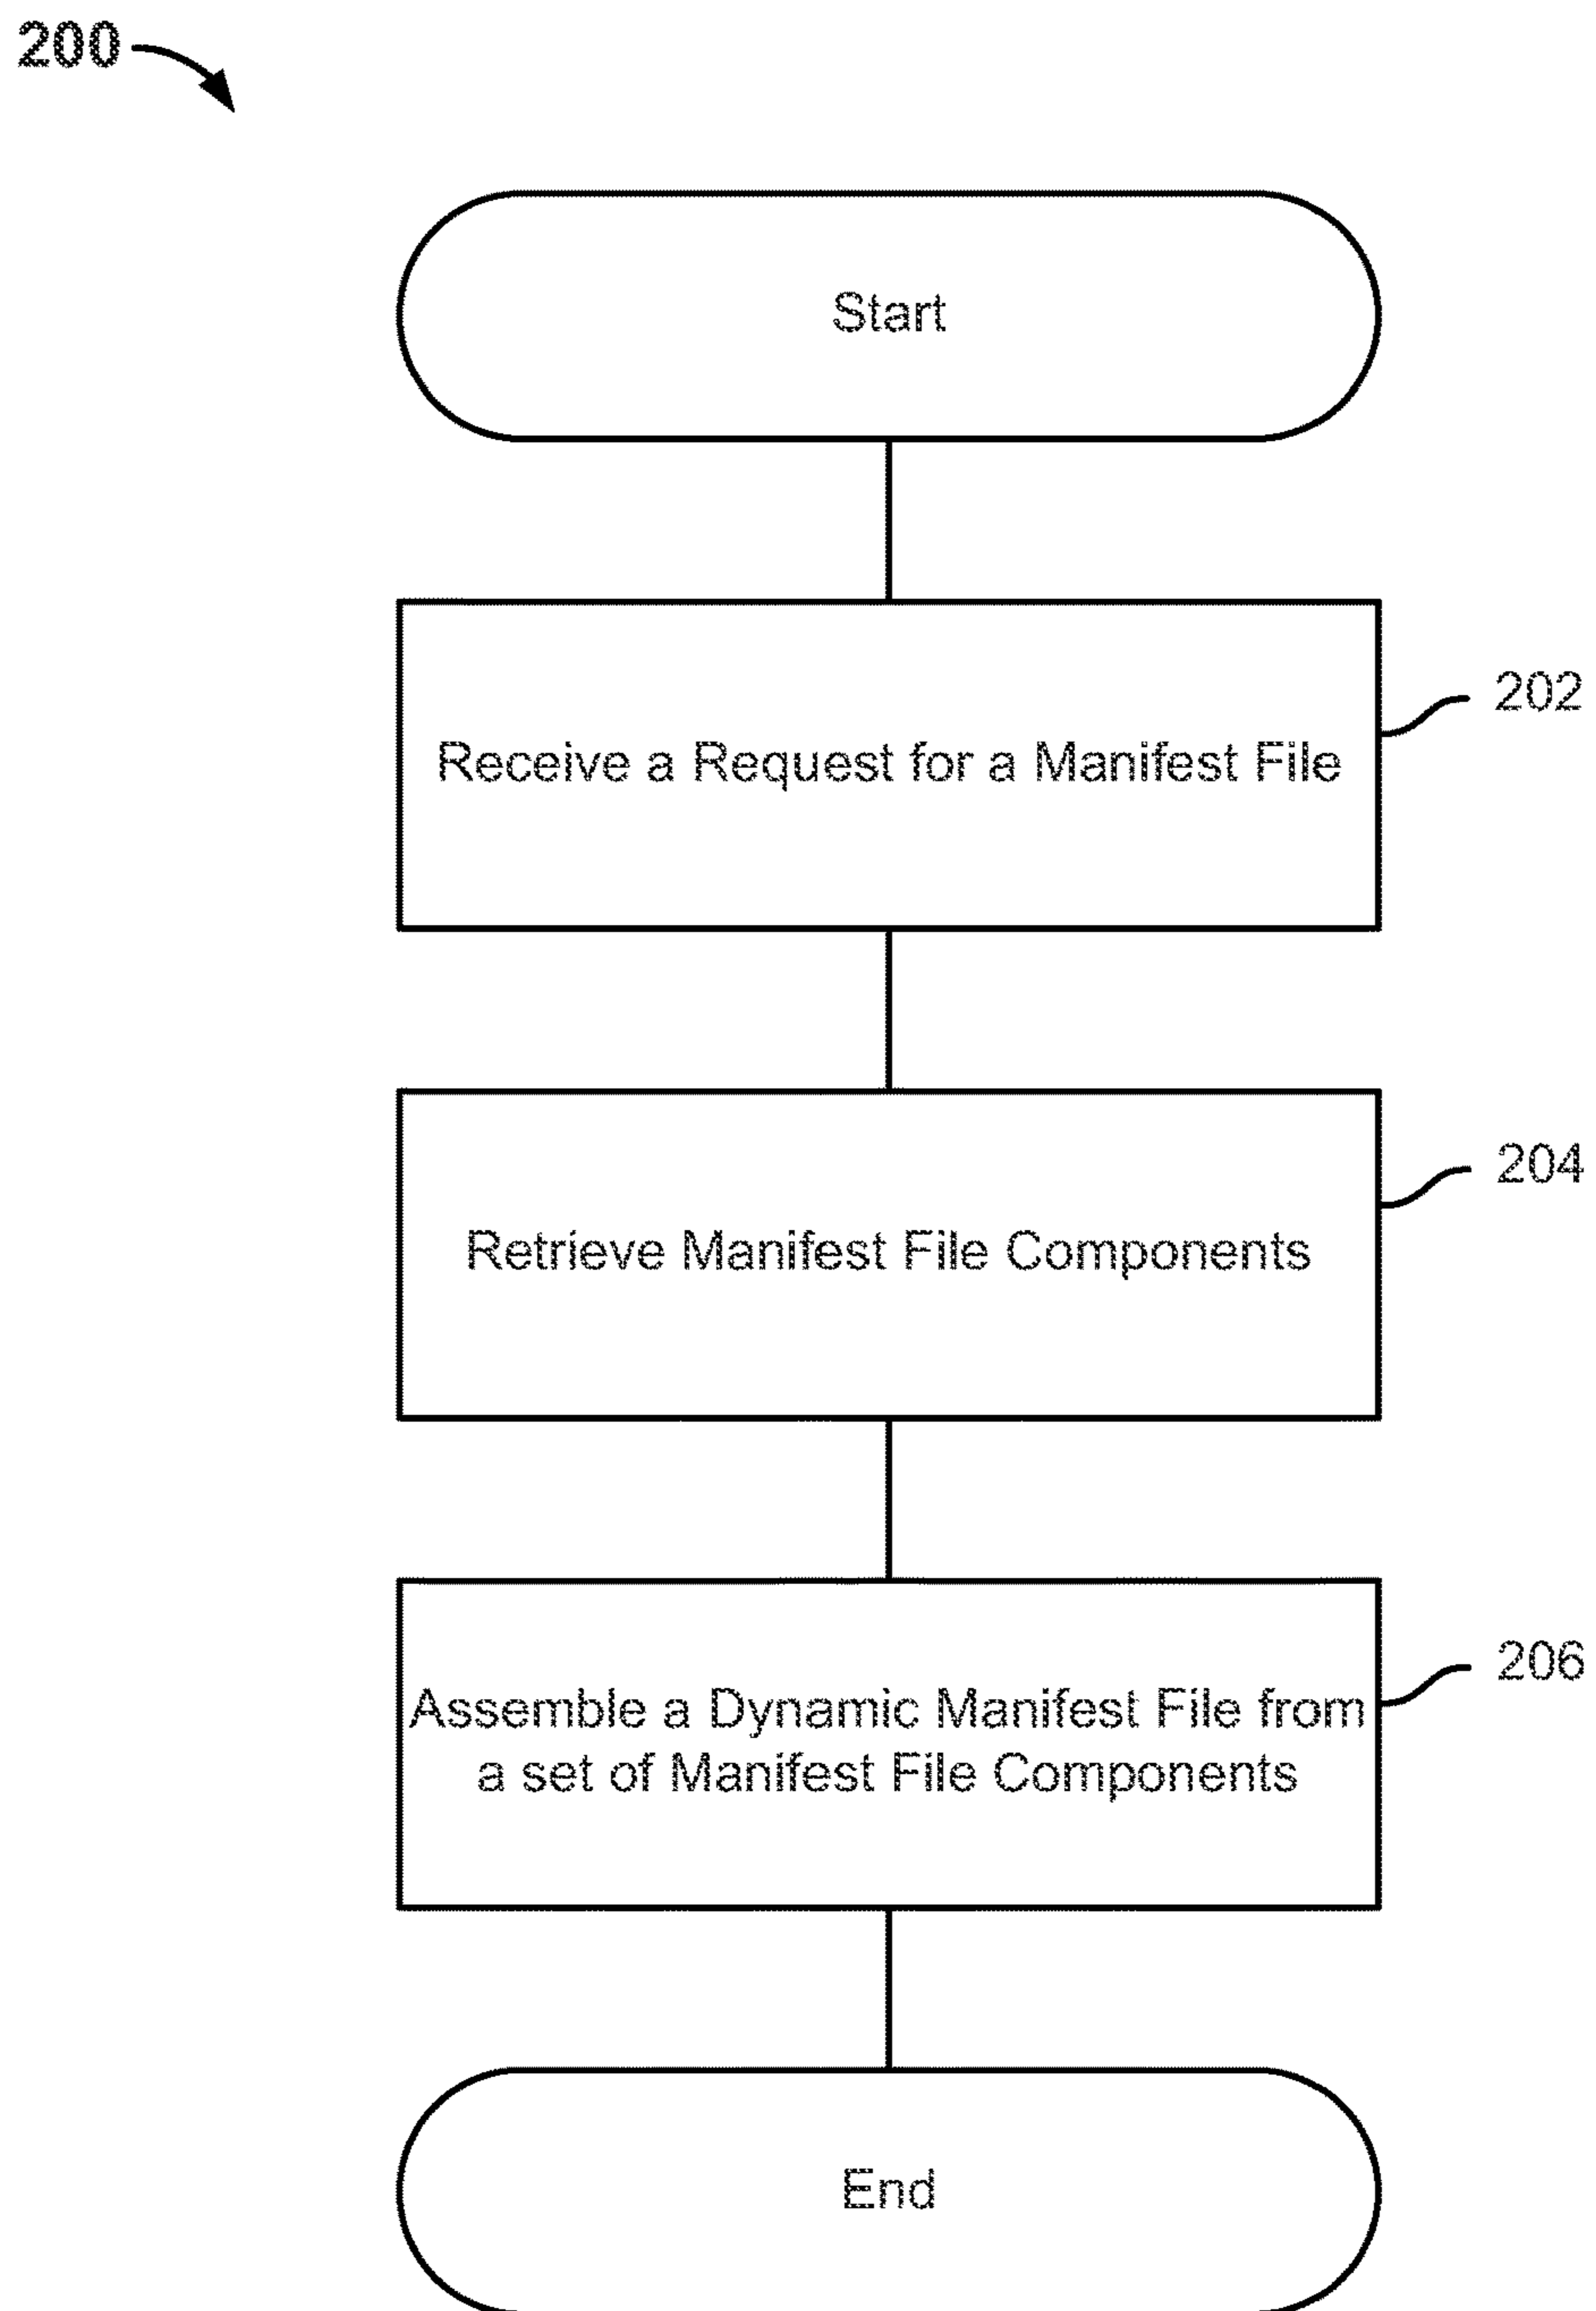 200
Start
Receive a Request for a Manifest File
202
Retrieve Manifest File Components
204
Assemble a Dynamic Manifest File from
a set of Manifest File Components
206
End